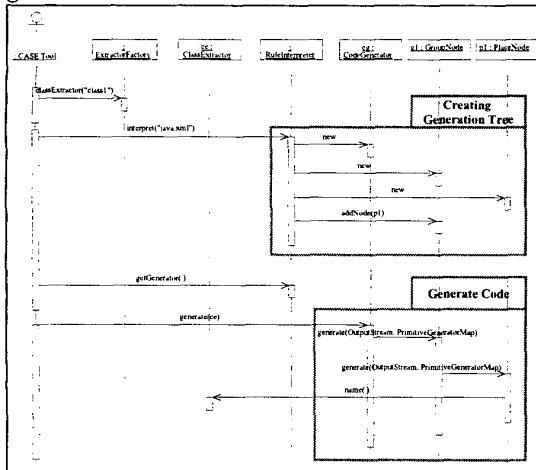 : CASE Tool
:
ExtractorFactory
ce :
ClassExtractor
:
RuleInterpreter
cg :
CodeGenerator
g1 : GroupNode
p1 : PlaceNode
classExtractor("class1")
Creating
Generation Tree
interpret("java.xml")
new
new
new
addNode(p1)
getGenerator( )
Generate Code
generate(ce)
generate(OutputStream, PrimitiveGeneratorMap)
generate(OutputStream, PrimitiveGeneratorMap)
name( )